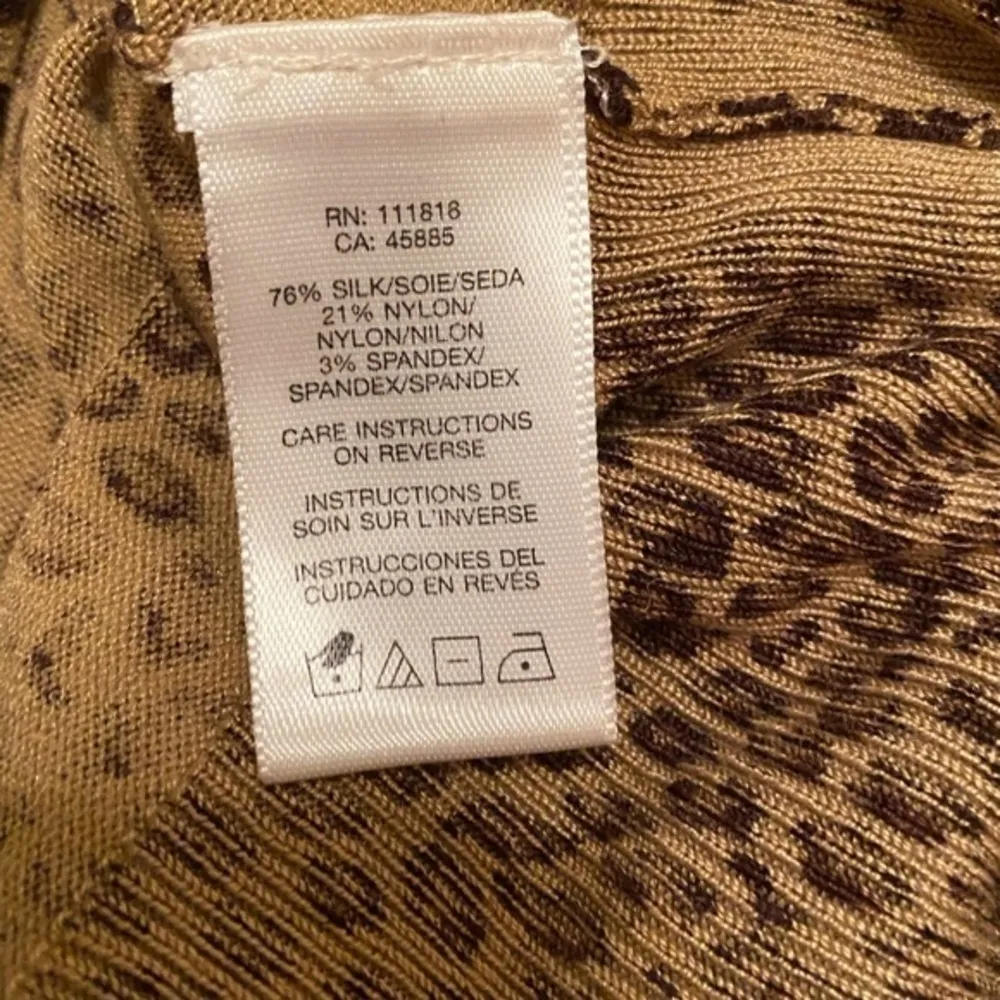 RN: 111818
CA: 45885
76% SILK/SOIE/SEDA
21% NYLON/
NYLON/NILON
3% SPANDEX/
SPANDEX/SPANDEX
CARE INSTRUCTIONS
ON REVERSE
INSTRUCTIONS DE
SOIN SUR L'INVERSE
INSTRUCCIONES DEL
CUIDADO EN REVÉS